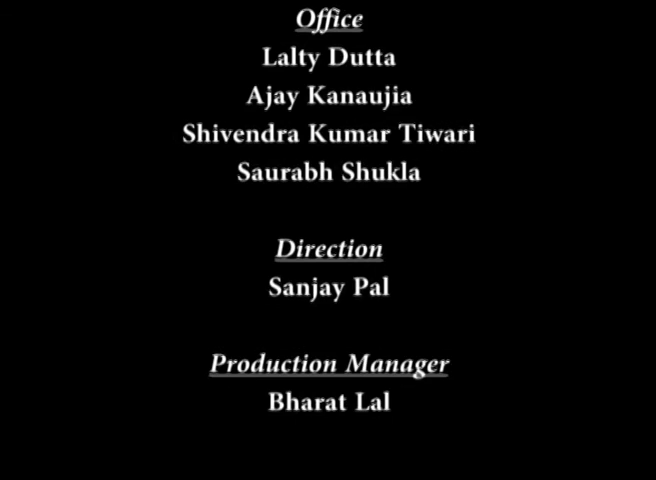 Office
Lalty Dutta
Ajay Kanaujia
Shivendra Kumar Tiwari
Saurabh Shukla
Direction
Sanjay Pal
Production Manager
Bharat Lal